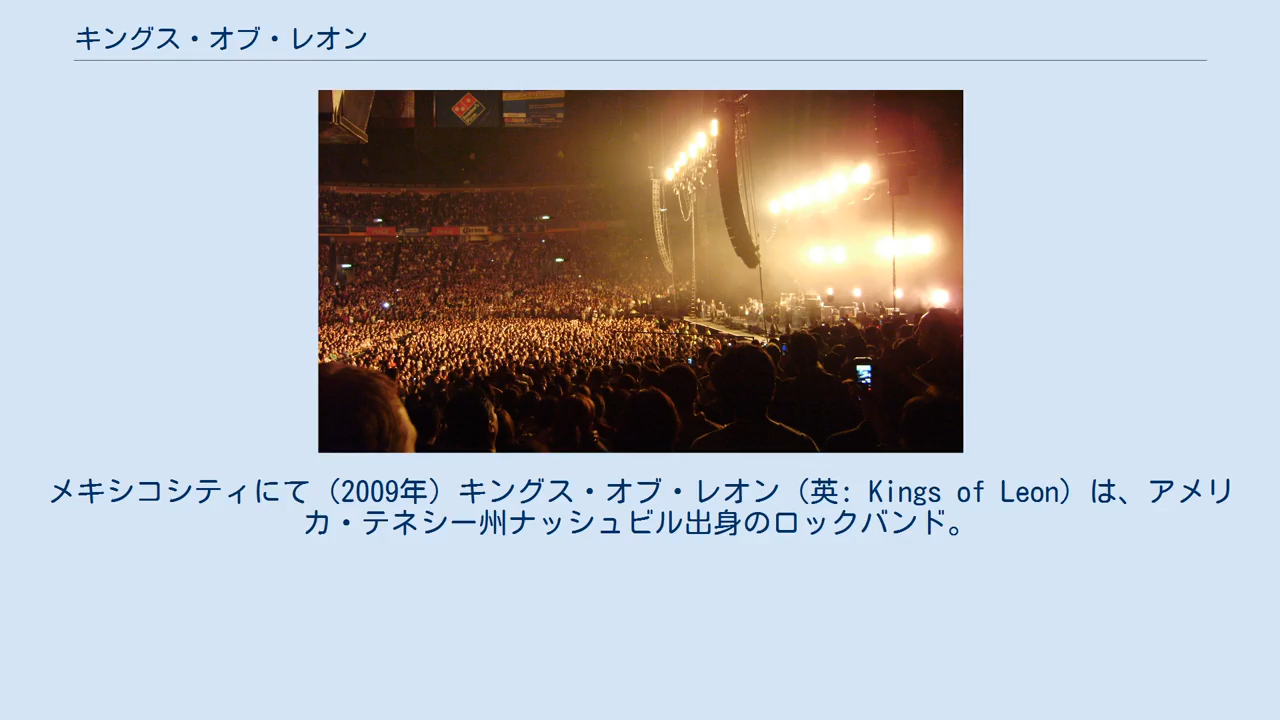 キングス・オブ・レオン
メキシコシティにて（2009年）キングス・オブ・レオン（英: Kings of Leon）は、アメリ
カ・テネシー州ナッシュビル出身のロックバンド。